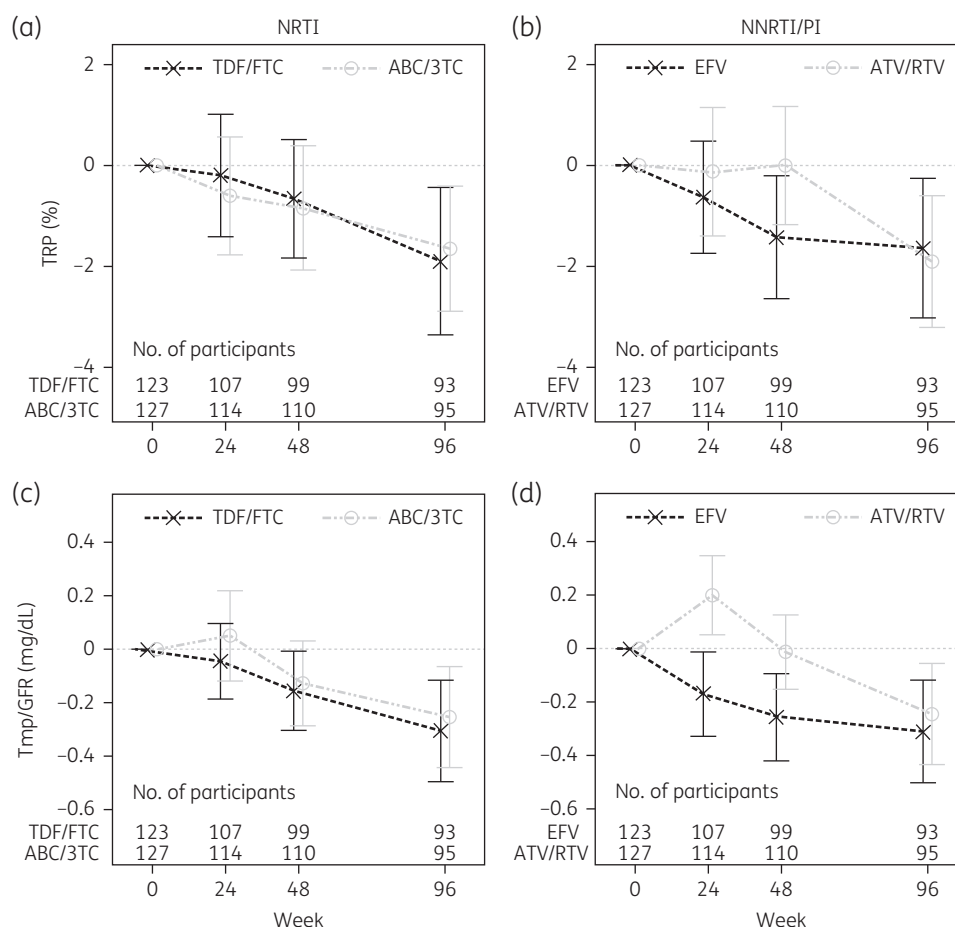 (a) NRTI
TDF/FTC ABC/3TC
2
0
–2
–4
TRP (%)
No. of participants
TDF/FTC 123 107 99 93
ABC/3TC 127 114 110 95
0 24 48 96
(b) NNRTI/PI
EFV ATV/RTV
2
0
–2
–4
No. of participants
EFV 123 107 99 93
ATV/RTV 127 114 110 95
0 24 48 96
(c)
TDF/FTC ABC/3TC
0.4
0.2
0
–0.2
–0.4
–0.6
Tmp/GFR (mg/dL)
No. of participants
TDF/FTC 123 107 99 93
ABC/3TC 127 114 110 95
0 24 48 96
Week
(d)
EFV ATV/RTV
0.4
0.2
0
–0.2
–0.4
–0.6
No. of participants
EFV 123 107 99 93
ATV/RTV 127 114 110 95
0 24 48 96
Week